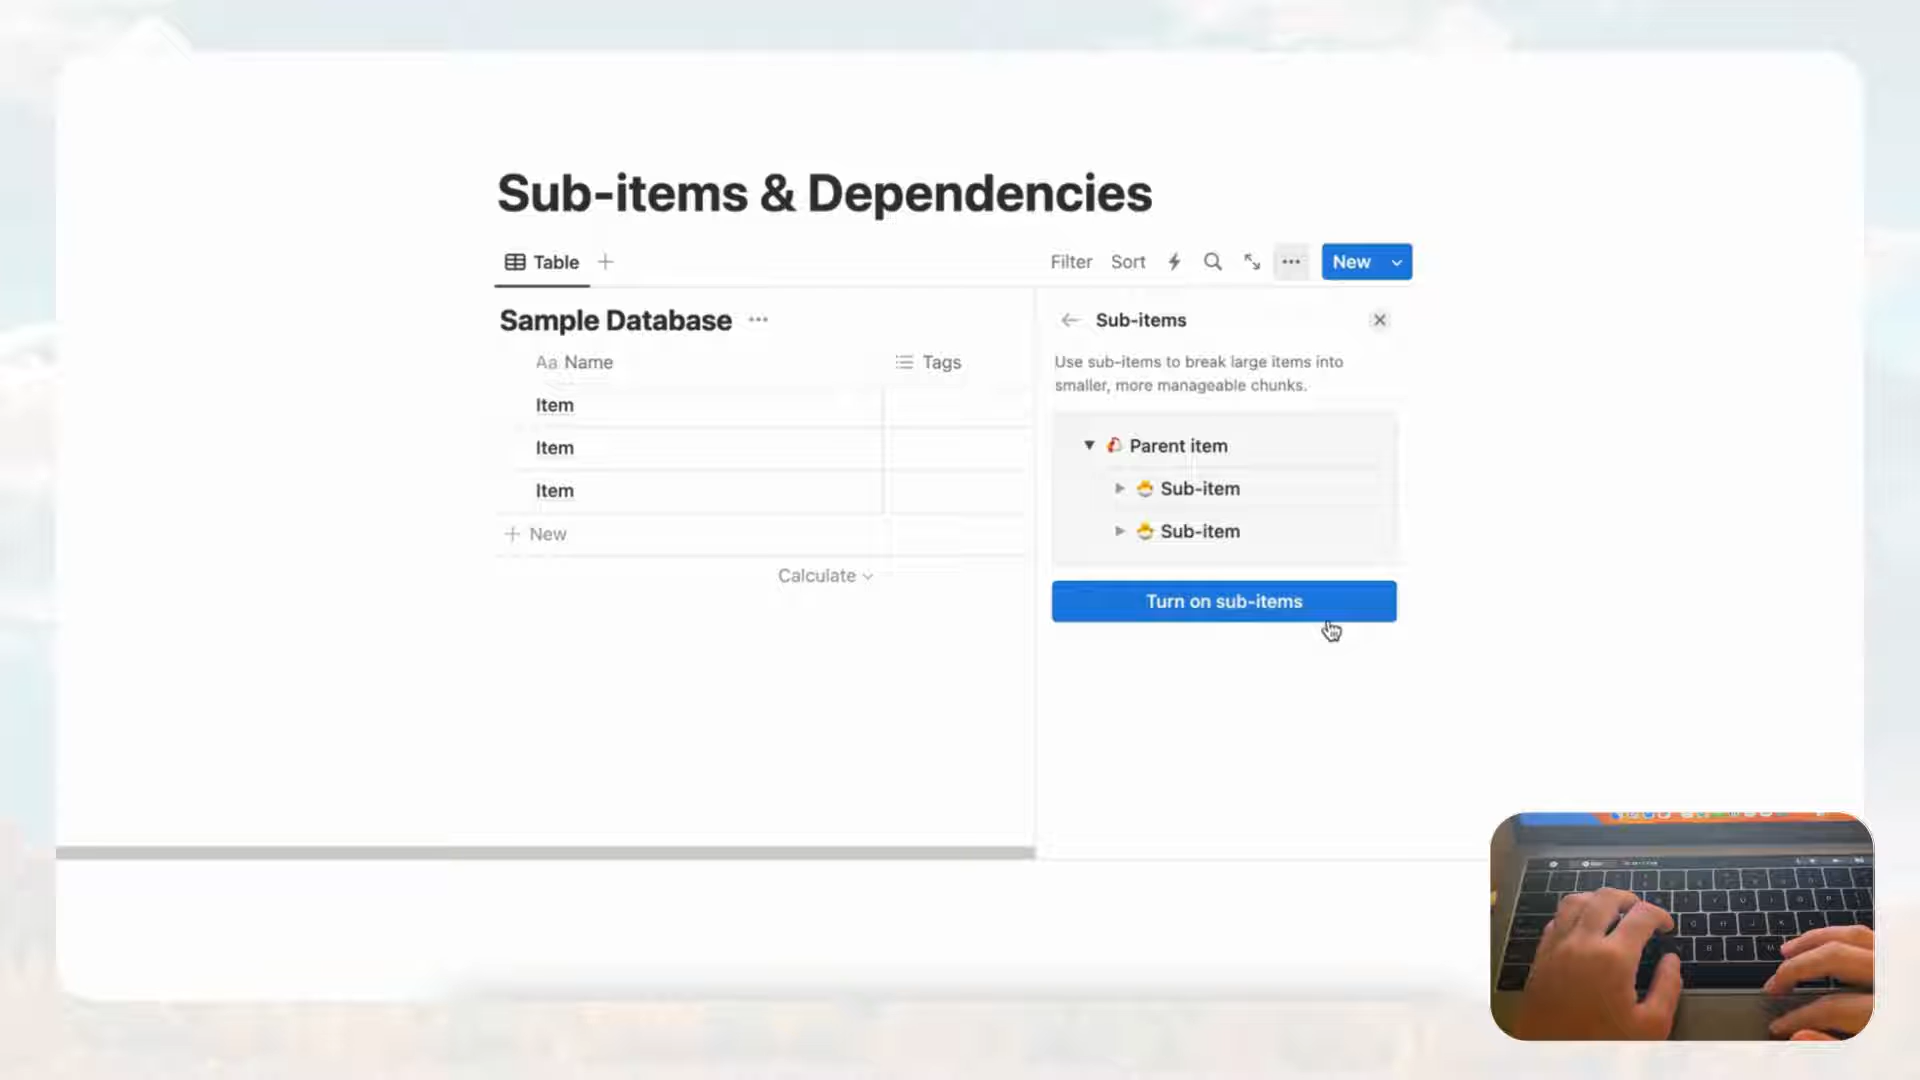 Sub-items & Dependencies
Table
Filter Sort New
Sample Database
Aa Name Tags
Item
Item
Item
New
Calculate
Sub-items
Use sub-items to break large items into
smaller, more manageable chunks.
Parent item
Sub-item
Sub-item
Turn on sub-items